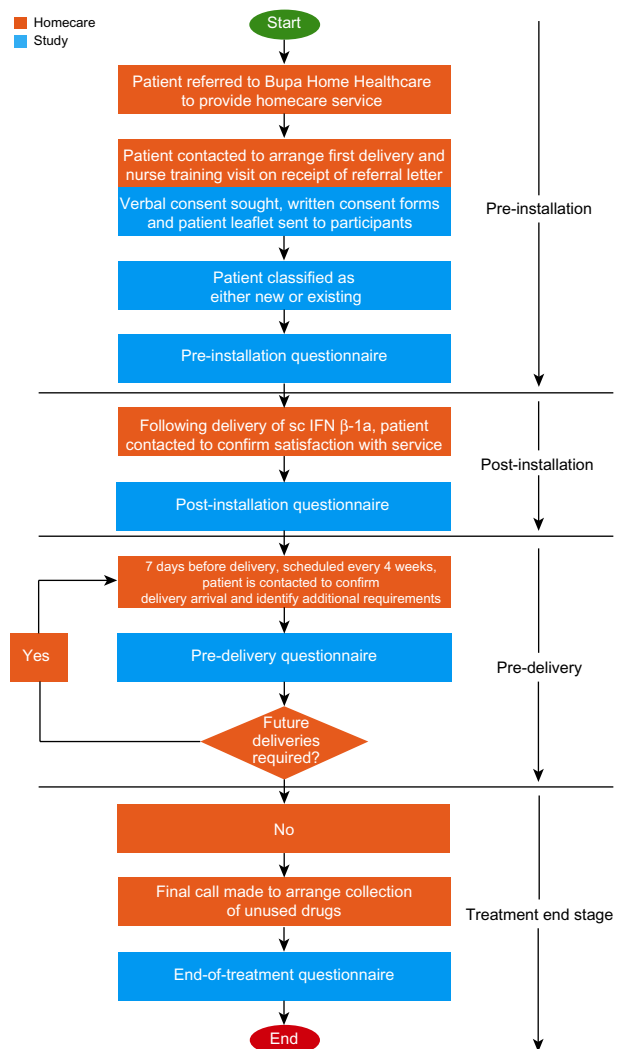 Homecare
Study
Start
Patient referred to Bupa Home Healthcare
to provide homecare service
Patient contacted to arrange first delivery and
nurse training visit on receipt of referral letter
Verbal consent sought, written consent forms
and patient leaflet sent to participants
Pre-installation
Patient classified as
either new or existing
Pre-installation questionnaire
Following delivery of sc IFN β-1a, patient
contacted to confirm satisfaction with service
Post-installation
Post-installation questionnaire
7 days before delivery, scheduled every 4 weeks,
patient is contacted to confirm
delivery arrival and identify additional requirements
Yes
Pre-delivery questionnaire
Pre-delivery
Future
deliveries
required?
No
Final call made to arrange collection
of unused drugs
Treatment end stage
End-of-treatment questionnaire
End